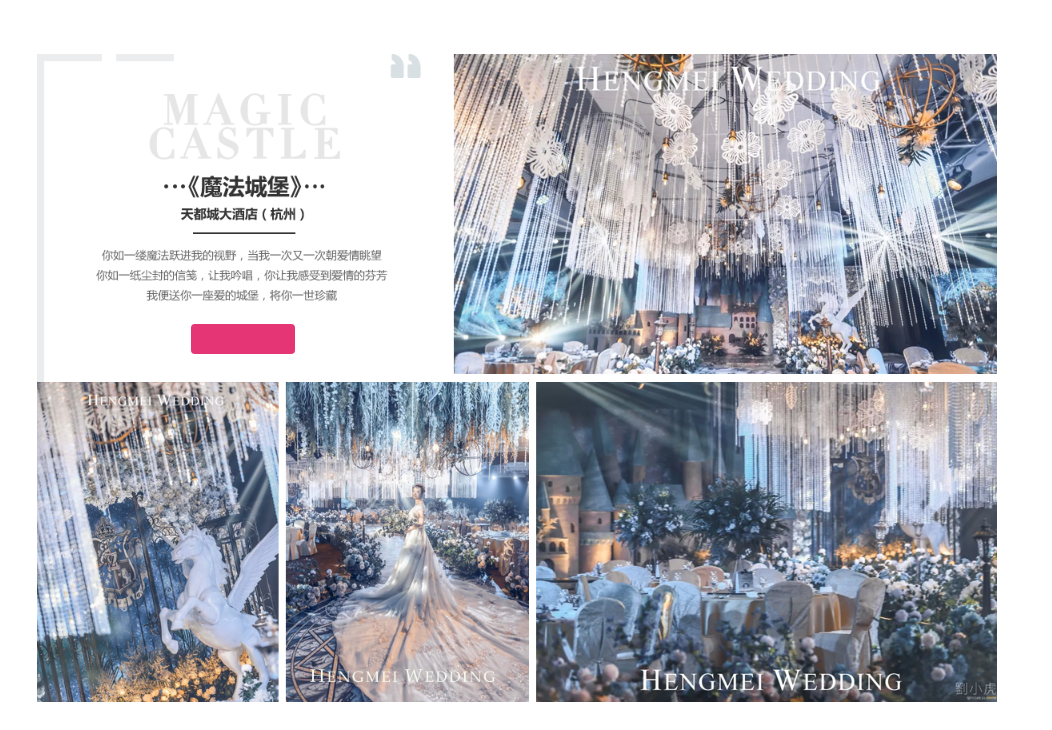 MAGIC
CASTLE
···《魔法城堡》···
天都城大酒店（杭州）
你如一缕魔法跃进我的视野，当我一次又一次朝爱情眺望
你如一纸尘封的信笺，让我吟唱，你让我感受到爱情的芬芳
我便送你一座爱的城堡，将你一世珍藏
HENGMEI WEDDING
HENGMEI WEDDING
HENGMEI WEDDING
HENGMEI WEDDING
劉小虎